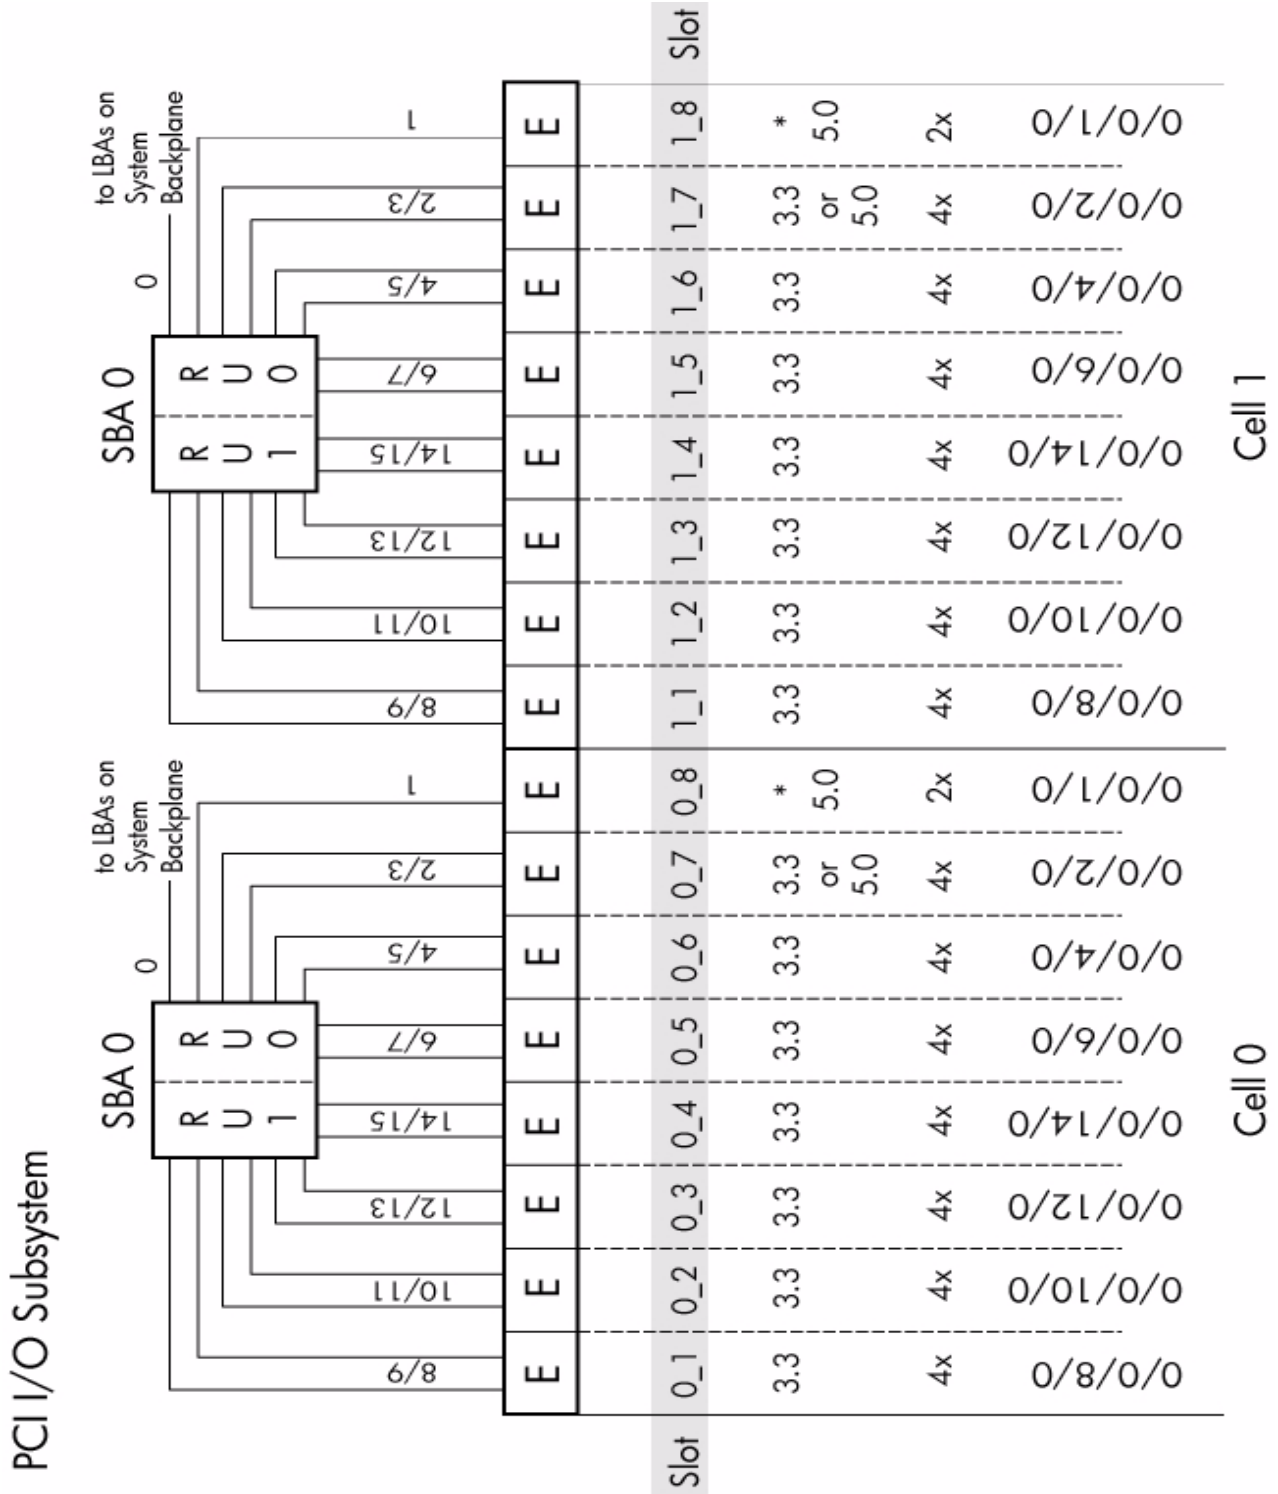 PCI I/O Subsystem
to LBAs on
System
Backplane
SBA 0
0
R U 1
R U 0
8/9
10/11
12/13
14/15
6/7
4/5
2/3
1
to LBAs on
System
Backplane
SBA 0
0
R U 1
R U 0
8/9
10/11
12/13
14/15
6/7
4/5
2/3
1
E E E E E E E E E E E E E E E E
Slot 0_1 0_2 0_3 0_4 0_5 0_6 0_7 0_8 1_1 1_2 1_3 1_4 1_5 1_6 1_7 1_8 Slot
3.3 3.3 3.3 3.3 3.3 3.3 3.3 * 3.3 3.3 3.3 3.3 3.3 3.3 3.3 *
or 5.0 or 5.0
5.0 5.0
4x 4x 4x 4x 4x 4x 4x 2x 4x 4x 4x 4x 4x 4x 4x 2x
0/0/8/0 0/0/10/0 0/0/12/0 0/0/14/0 0/0/6/0 0/0/4/0 0/0/2/0 0/0/1/0 0/0/8/0 0/0/10/0 0/0/12/0 0/0/14/0 0/0/6/0 0/0/4/0 0/0/2/0 0/0/1/0
Cell 0 Cell 1